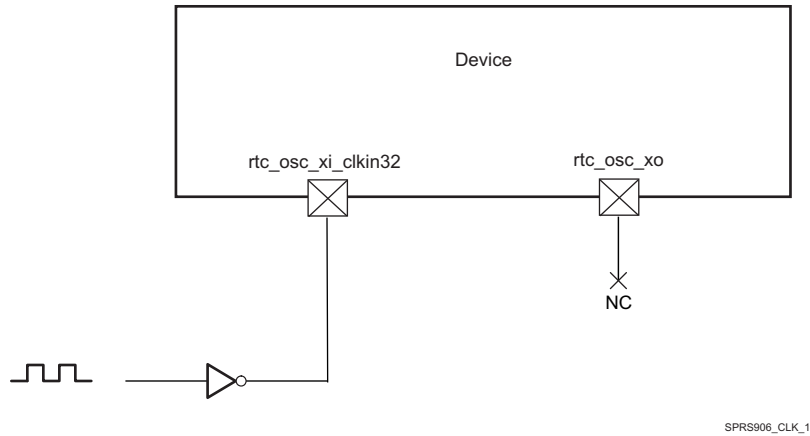 Device
rtc_osc_xi_clkin32
rtc_osc_xo
NC
SPRS906_CLK_1